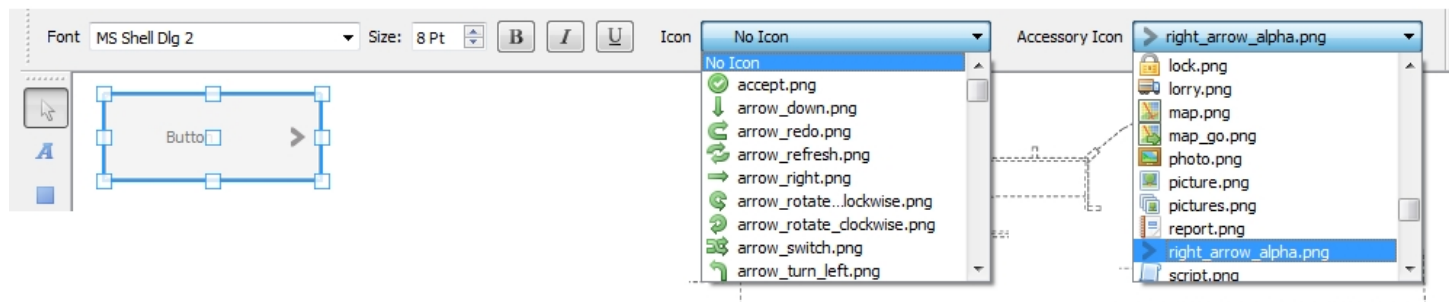 Font MS Shell Dlg 2 Size: 8 Pt B I U Icon No Icon Accessory Icon right_arrow_alpha.png
Button
A
No Icon
accept.png
arrow_down.png
arrow_redo.png
arrow_refresh.png
arrow_right.png
arrow_rotate...lockwise.png
arrow_rotate_clockwise.png
arrow_switch.png
arrow_turn_left.png
lock.png
lorry.png
map.png
map_go.png
photo.png
picture.png
pictures.png
report.png
right_arrow_alpha.png
script.png